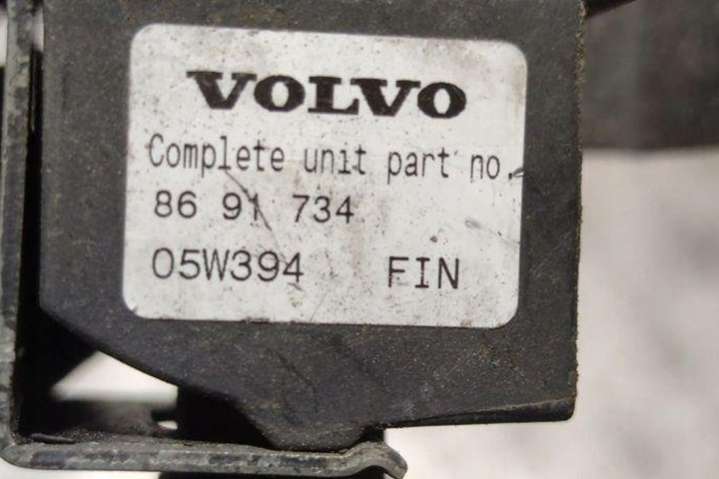 VOLVO
Complete unit part no.
86 91 734
05W394 FIN